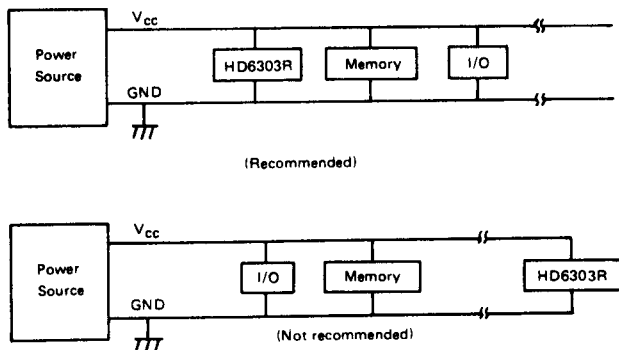 Vcc
Power
Source
HD6303R
Memory
I/O
GND
(Recommended)
Vcc
Power
Source
I/O
Memory
HD6303R
GND
(Not recommended)